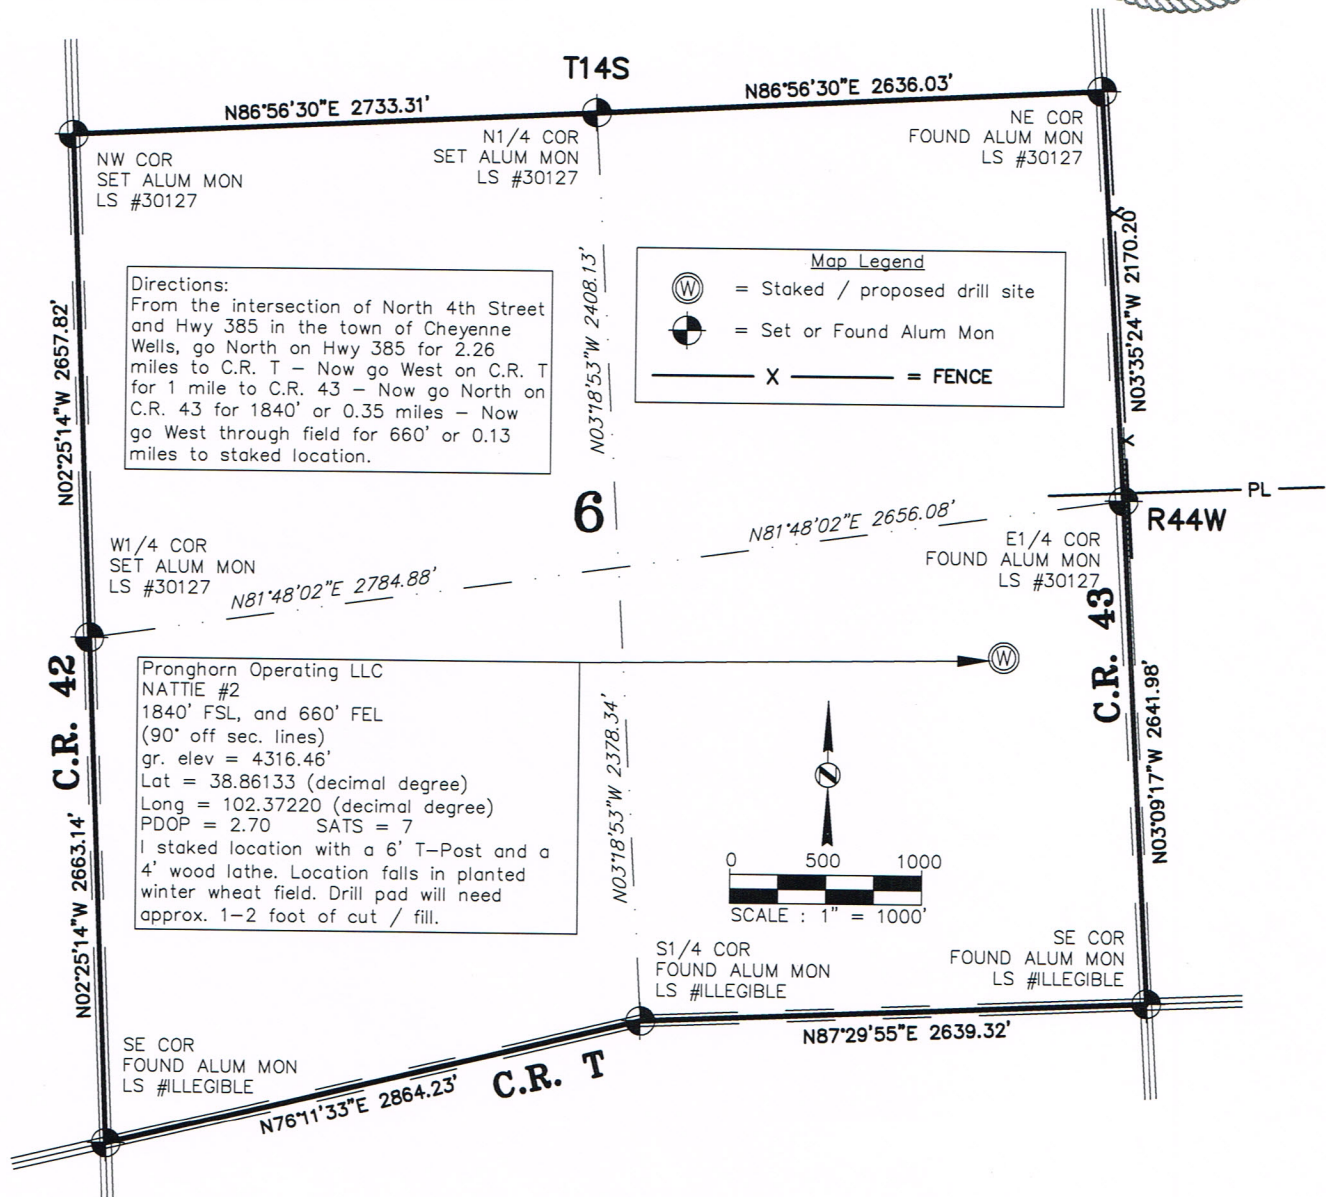 T14S
N86°56'30"E 2733.31'
N86°56'30"E 2636.03'
NW COR
SET ALUM MON
LS #30127
N1/4 COR
SET ALUM MON
LS #30127
NE COR
FOUND ALUM MON
LS #30127
N02°25'14"W 2657.82'
Directions:
From the intersection of North 4th Street
and Hwy 385 in the town of Cheyenne
Wells, go North on Hwy 385 for 2.26
miles to C.R. T – Now go West on C.R. T
for 1 mile to C.R. 43 – Now go North on
C.R. 43 for 1840' or 0.35 miles – Now
go West through field for 660' or 0.13
miles to staked location.
N03°18'53"W 2408.13'
Map Legend
W = Staked / proposed drill site
= Set or Found Alum Mon
X = FENCE
X
N03°35'24"W 2170.20'
X
6
PL
R44W
N81°48'02"E 2656.08'
E1/4 COR
FOUND ALUM MON
LS #30127
W1/4 COR
SET ALUM MON
LS #30127
N81°48'02"E 2784.88'
C.R. 42
C.R. 43
Pronghorn Operating LLC
NATTIE #2
1840' FSL, and 660' FEL
(90° off sec. lines)
gr. elev = 4316.46'
Lat = 38.86133 (decimal degree)
Long = 102.37220 (decimal degree)
PDOP = 2.70 SATS = 7
I staked location with a 6' T-Post and a
4' wood lathe. Location falls in planted
winter wheat field. Drill pad will need
approx. 1-2 foot of cut / fill.
W
N03°18'53"W 2378.34'
N
N03°09'17"W 2641.98'
0 500 1000
SCALE : 1" = 1000'
N02°25'14"W 2663.14'
S1/4 COR
FOUND ALUM MON
LS #ILLEGIBLE
SE COR
FOUND ALUM MON
LS #ILLEGIBLE
N87°29'55"E 2639.32'
SE COR
FOUND ALUM MON
LS #ILLEGIBLE
N76°11'33"E 2864.23'
C.R. T